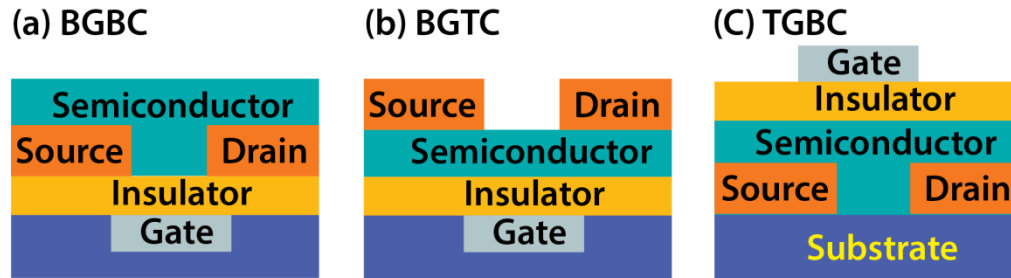 (a) BGBC
Semiconductor
Source Drain
Insulator
Gate
(b) BGTC
Source Drain
Semiconductor
Insulator
Gate
(C) TGBC
Gate
Insulator
Semiconductor
Source Drain
Substrate